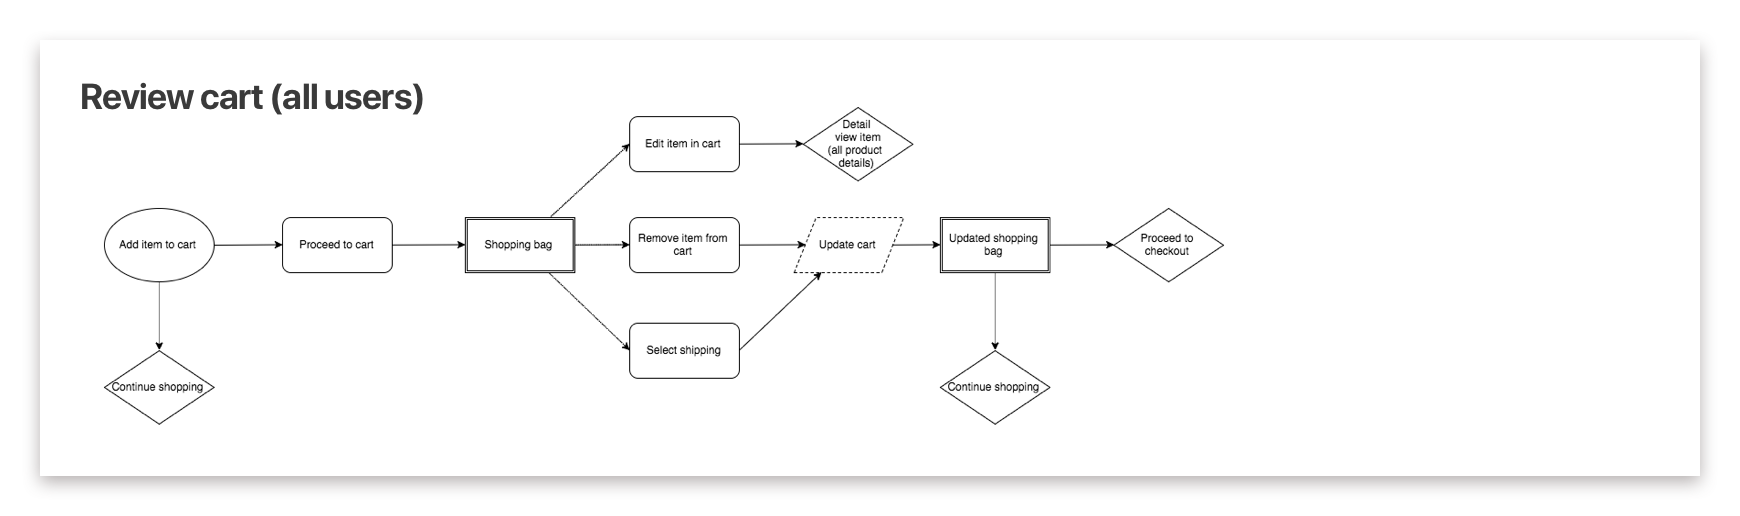 Review cart (all users)
Detail
view item
(all product
details)
Edit item in cart
Add item to cart
Proceed to cart
Shopping bag
Remove item from
cart
Update cart
Updated shopping
bag
Proceed to
checkout
Select shipping
Continue shopping
Continue shopping